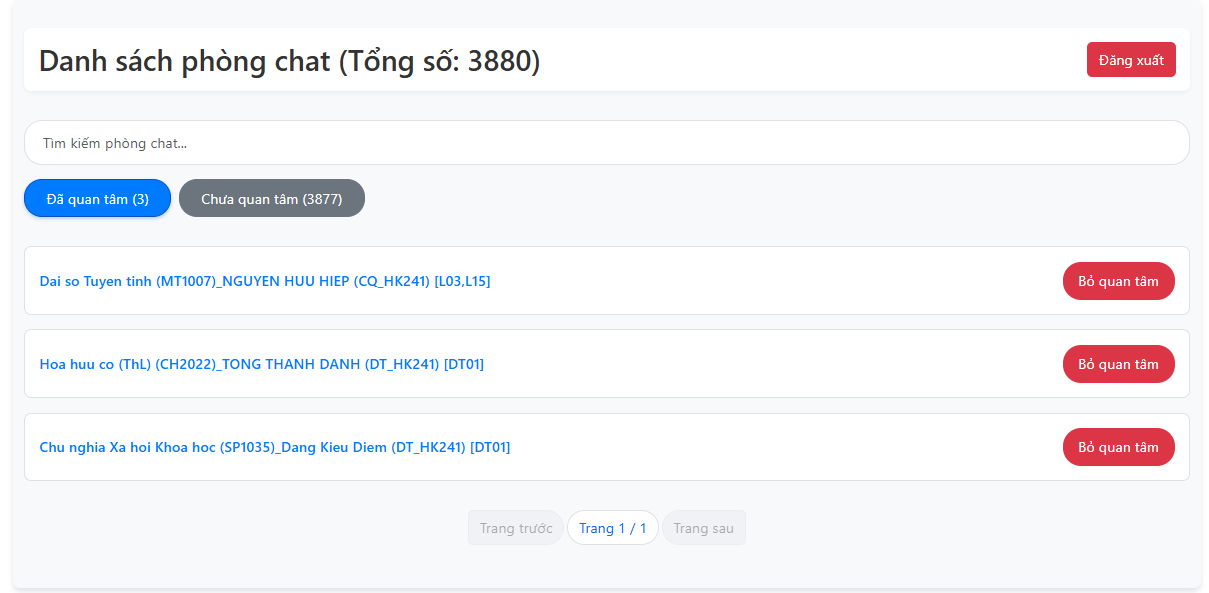 Danh sách phòng chat (Tổng số: 3880)
Đăng xuất
Tìm kiếm phòng chat...
Đã quan tâm (3)
Chưa quan tâm (3877)
Dai so Tuyen tinh (MT1007)_NGUYEN HUU HIEP (CQ_HK241) [L03,L15]
Bỏ quan tâm
Hoa huu co (ThL) (CH2022)_TONG THANH DANH (DT_HK241) [DT01]
Bỏ quan tâm
Chu nghia Xa hoi Khoa hoc (SP1035)_Dang Kieu Diem (DT_HK241) [DT01]
Bỏ quan tâm
Trang trước
Trang 1 / 1
Trang sau